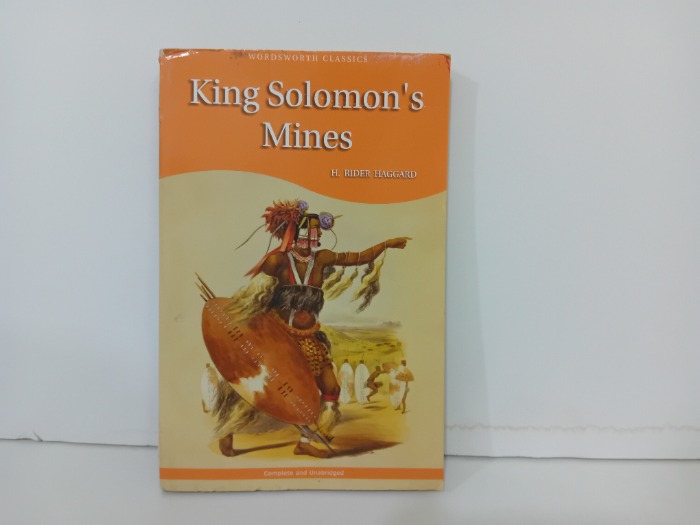 WORDSWORTH CLASSICS
King Solomon's
Mines
H. RIDER HAGGARD
Complete and Unabridged